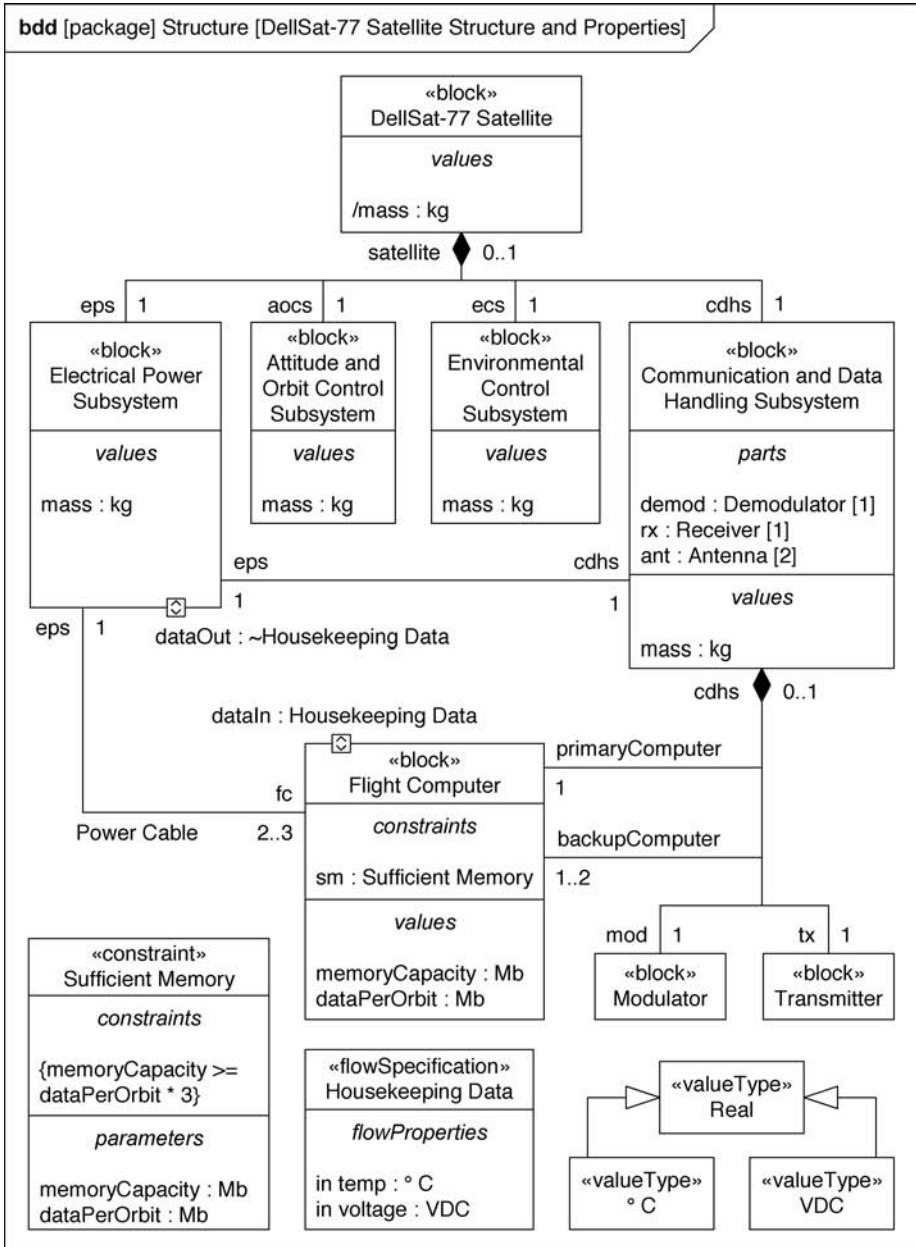 bdd [package] Structure [DellSat-77 Satellite Structure and Properties]
«block»
DellSat-77 Satellite
values
/mass : kg
satellite
0..1
eps
1
aocs
1
ecs
1
cdhs
1
«block»
Electrical Power
Subsystem
values
mass : kg
«block»
Attitude and
Orbit Control
Subsystem
values
mass : kg
«block»
Environmental
Control
Subsystem
values
mass : kg
«block»
Communication and Data
Handling Subsystem
parts
demod : Demodulator [1]
rx : Receiver [1]
ant : Antenna [2]
values
mass : kg
eps
1
cdhs
1
eps
1
dataOut : ~Housekeeping Data
cdhs
0..1
dataIn : Housekeeping Data
«block»
Flight Computer
constraints
sm : Sufficient Memory
values
memoryCapacity : Mb
dataPerOrbit : Mb
primaryComputer
1
backupComputer
1..2
fc
Power Cable
2..3
mod
1
tx
1
«block»
Modulator
«block»
Transmitter
«constraint»
Sufficient Memory
constraints
{memoryCapacity >=
dataPerOrbit * 3}
parameters
memoryCapacity : Mb
dataPerOrbit : Mb
«flowSpecification»
Housekeeping Data
flowProperties
in temp : ° C
in voltage : VDC
«valueType»
Real
«valueType»
° C
«valueType»
VDC